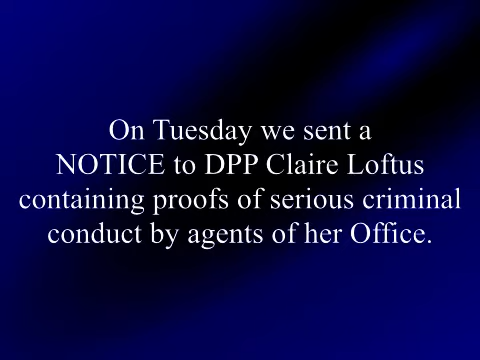 On Tuesday we sent a
NOTICE to DPP Claire Loftus
containing proofs of serious criminal
conduct by agents of her Office.